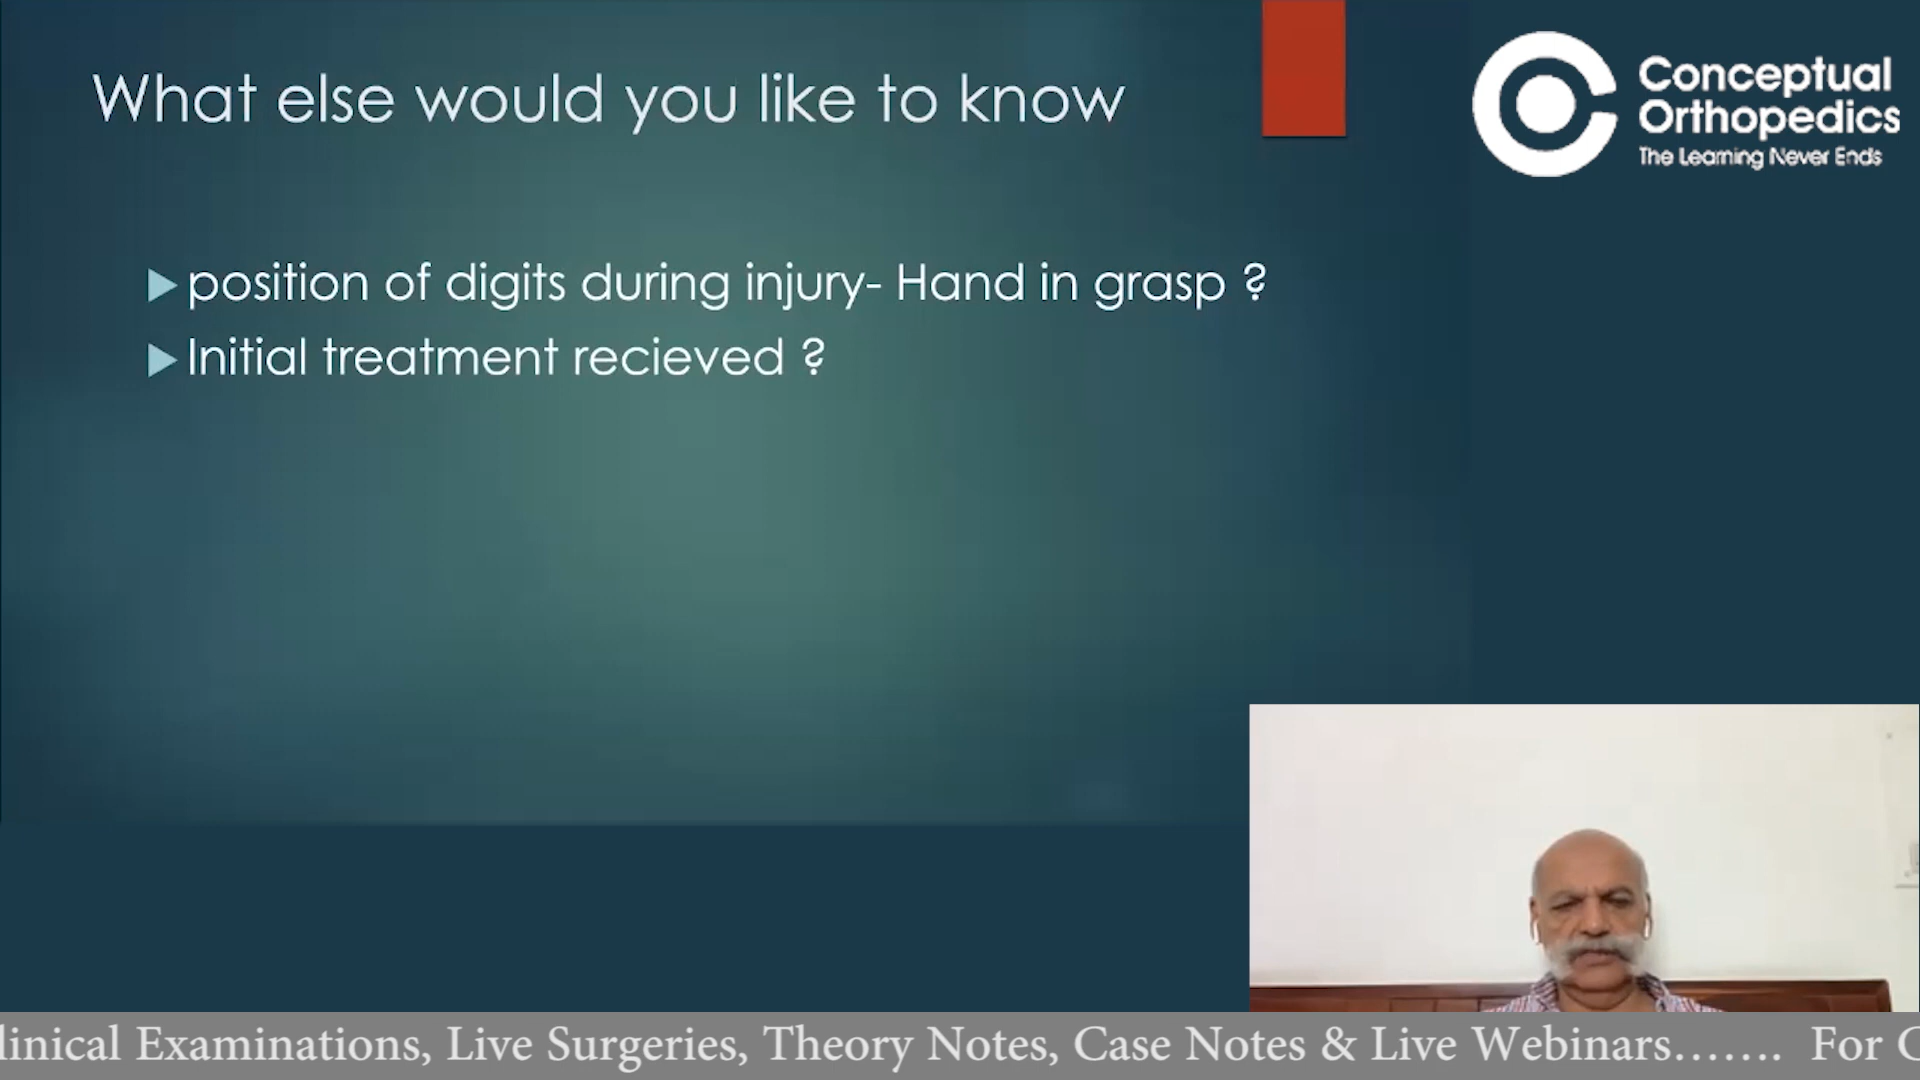 What else would you like to know
Conceptual
Orthopedics
The Learning Never Ends
position of digits during injury- Hand in grasp ?
Initial treatment recieved ?
linical Examinations, Live Surgeries, Theory Notes, Case Notes & Live Webinars....... For C